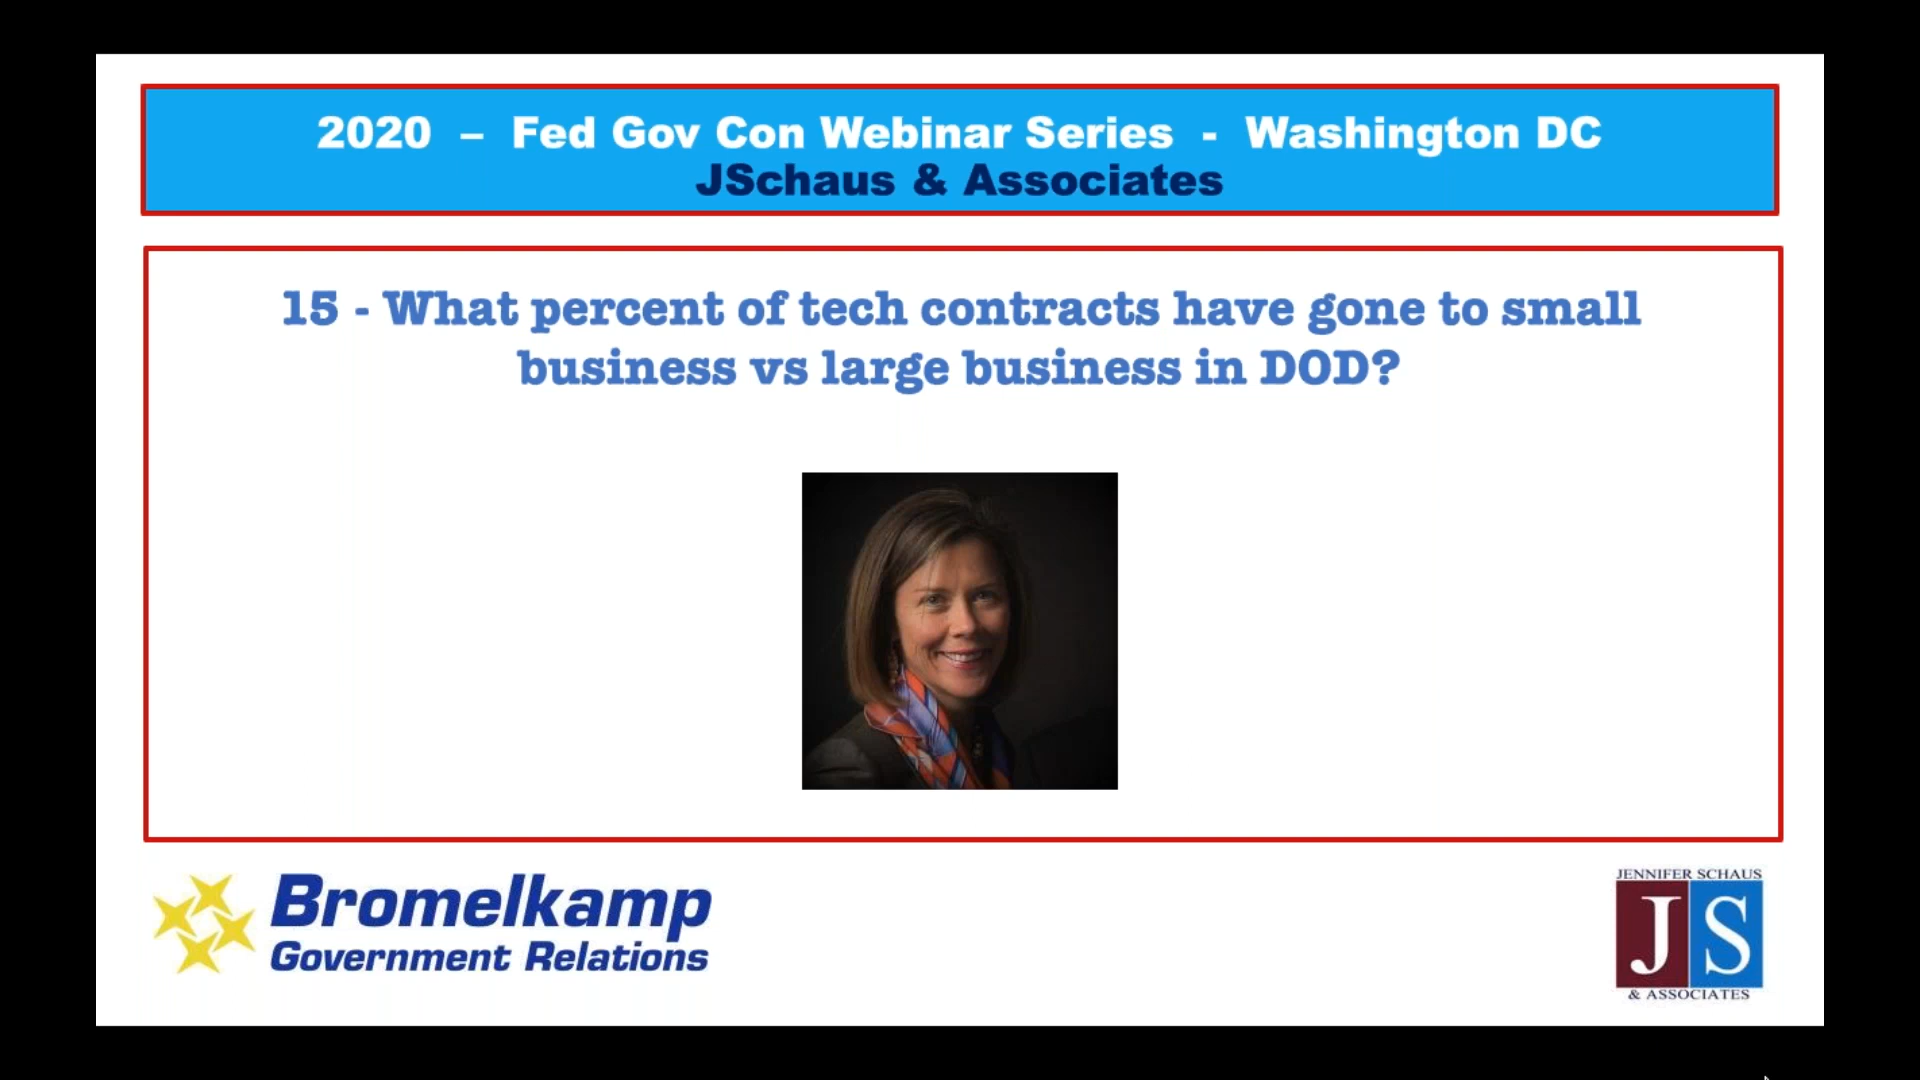 2020 – Fed Gov Con Webinar Series - Washington DC
JSchaus & Associates
15 - What percent of tech contracts have gone to small
business vs large business in DOD?
Bromelkamp
Government Relations
JENNIFER SCHAUS
JS
& ASSOCIATES